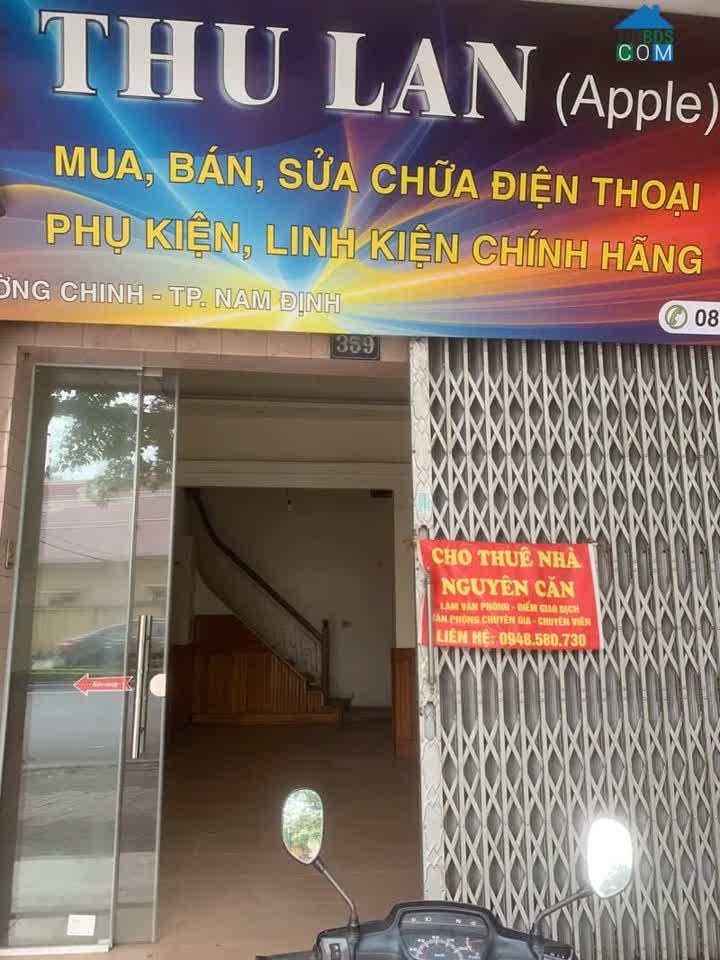 BDS
COM
THU LAN (Apple)
MUA, BÁN, SỬA CHỮA ĐIỆN THOẠI
PHỤ KIỆN, LINH KIỆN CHÍNH HÃNG
ỜNG CHINH - TP. NAM ĐỊNH
08
359
CHO THUÊ NHÀ
NGUYÊN CĂN
LÀM VĂN PHÒNG - ĐIỂM GIAO DỊCH
VĂN PHÒNG CHUYÊN GIA - CHUYÊN VIÊN
LIÊN HỆ: 0948.580.730